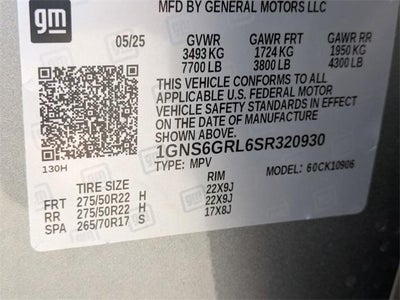 gm
MFD BY GENERAL MOTORS LLC
05/25 GVWR GAWR FRT GAWR RR
3493 KG 1724 KG 1950 KG
7700 LB 3800 LB 4300 LB
THIS VEHICLE CONFORMS TO ALL
APPLICABLE U.S. FEDERAL MOTOR
VEHICLE SAFETY STANDARDS IN EFFECT
ON THE DATE OF MANUFACTURE
SHOWN ABOVE.
1GNS6GRL6SR320930
130H TYPE: MPV MODEL: 60CK10906
TIRE SIZE RIM
FRT 275/50R22 H 22X9J
RR 275/50R22 H 22X9J
SPA 265/70R17 S 17X8J